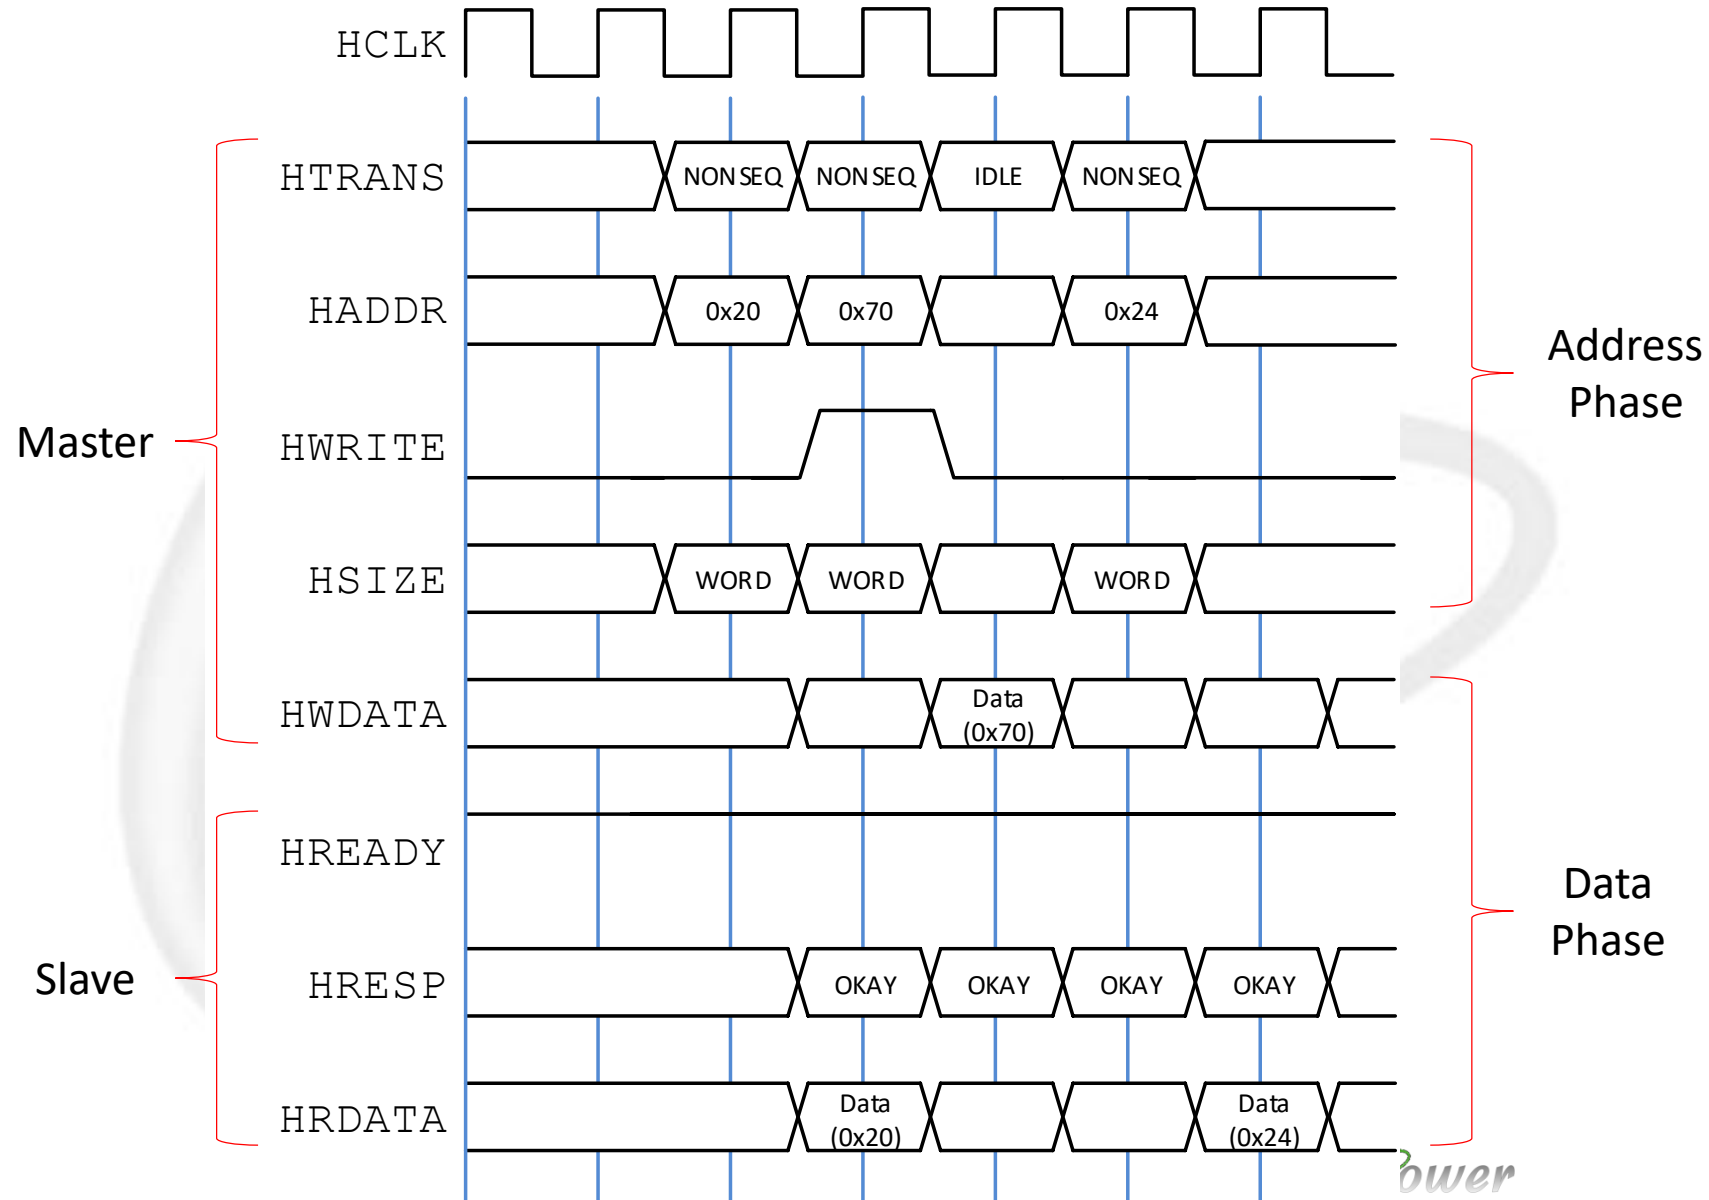 HCLK
HTRANS NONSEQ NONSEQ IDLE NONSEQ
HADDR 0x20 0x70 0x24
Address
Phase
Master
HWRITE
HSIZE WORD WORD WORD
HWDATA Data
(0x70)
HREADY
Data
Phase
Slave
HRESP OKAY OKAY OKAY OKAY
HRDATA Data
(0x20)
Data
(0x24)
ower